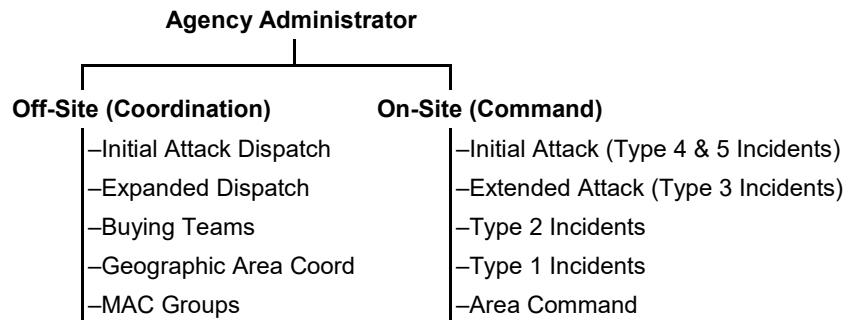 Agency Administrator
Off-Site (Coordination)
–Initial Attack Dispatch
–Expanded Dispatch
–Buying Teams
–Geographic Area Coord
–MAC Groups
On-Site (Command)
–Initial Attack (Type 4 & 5 Incidents)
–Extended Attack (Type 3 Incidents)
–Type 2 Incidents
–Type 1 Incidents
–Area Command